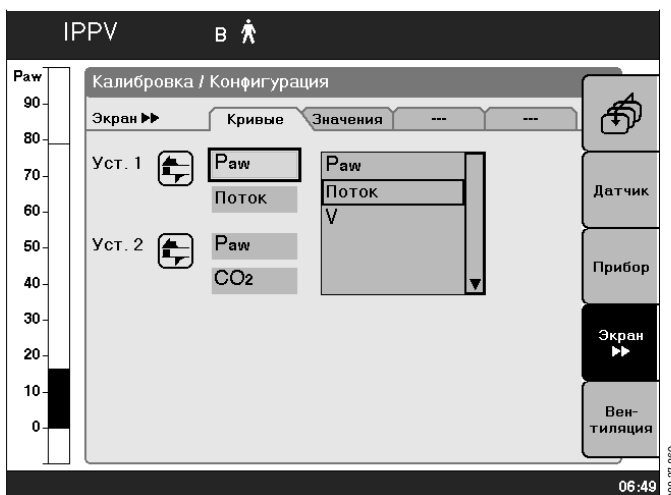 IPPV В
Paw
Калибровка / Конфигурация
90
Экран ▶▶ Кривые Значения --- ---
80
Уст. 1 Paw Paw
70
Поток Поток
Датчик
V
60
50
Уст. 2 Paw
Прибор
40
CO2
30
Экран
▶▶
20
10
Вен-
тиляция
0
06:49